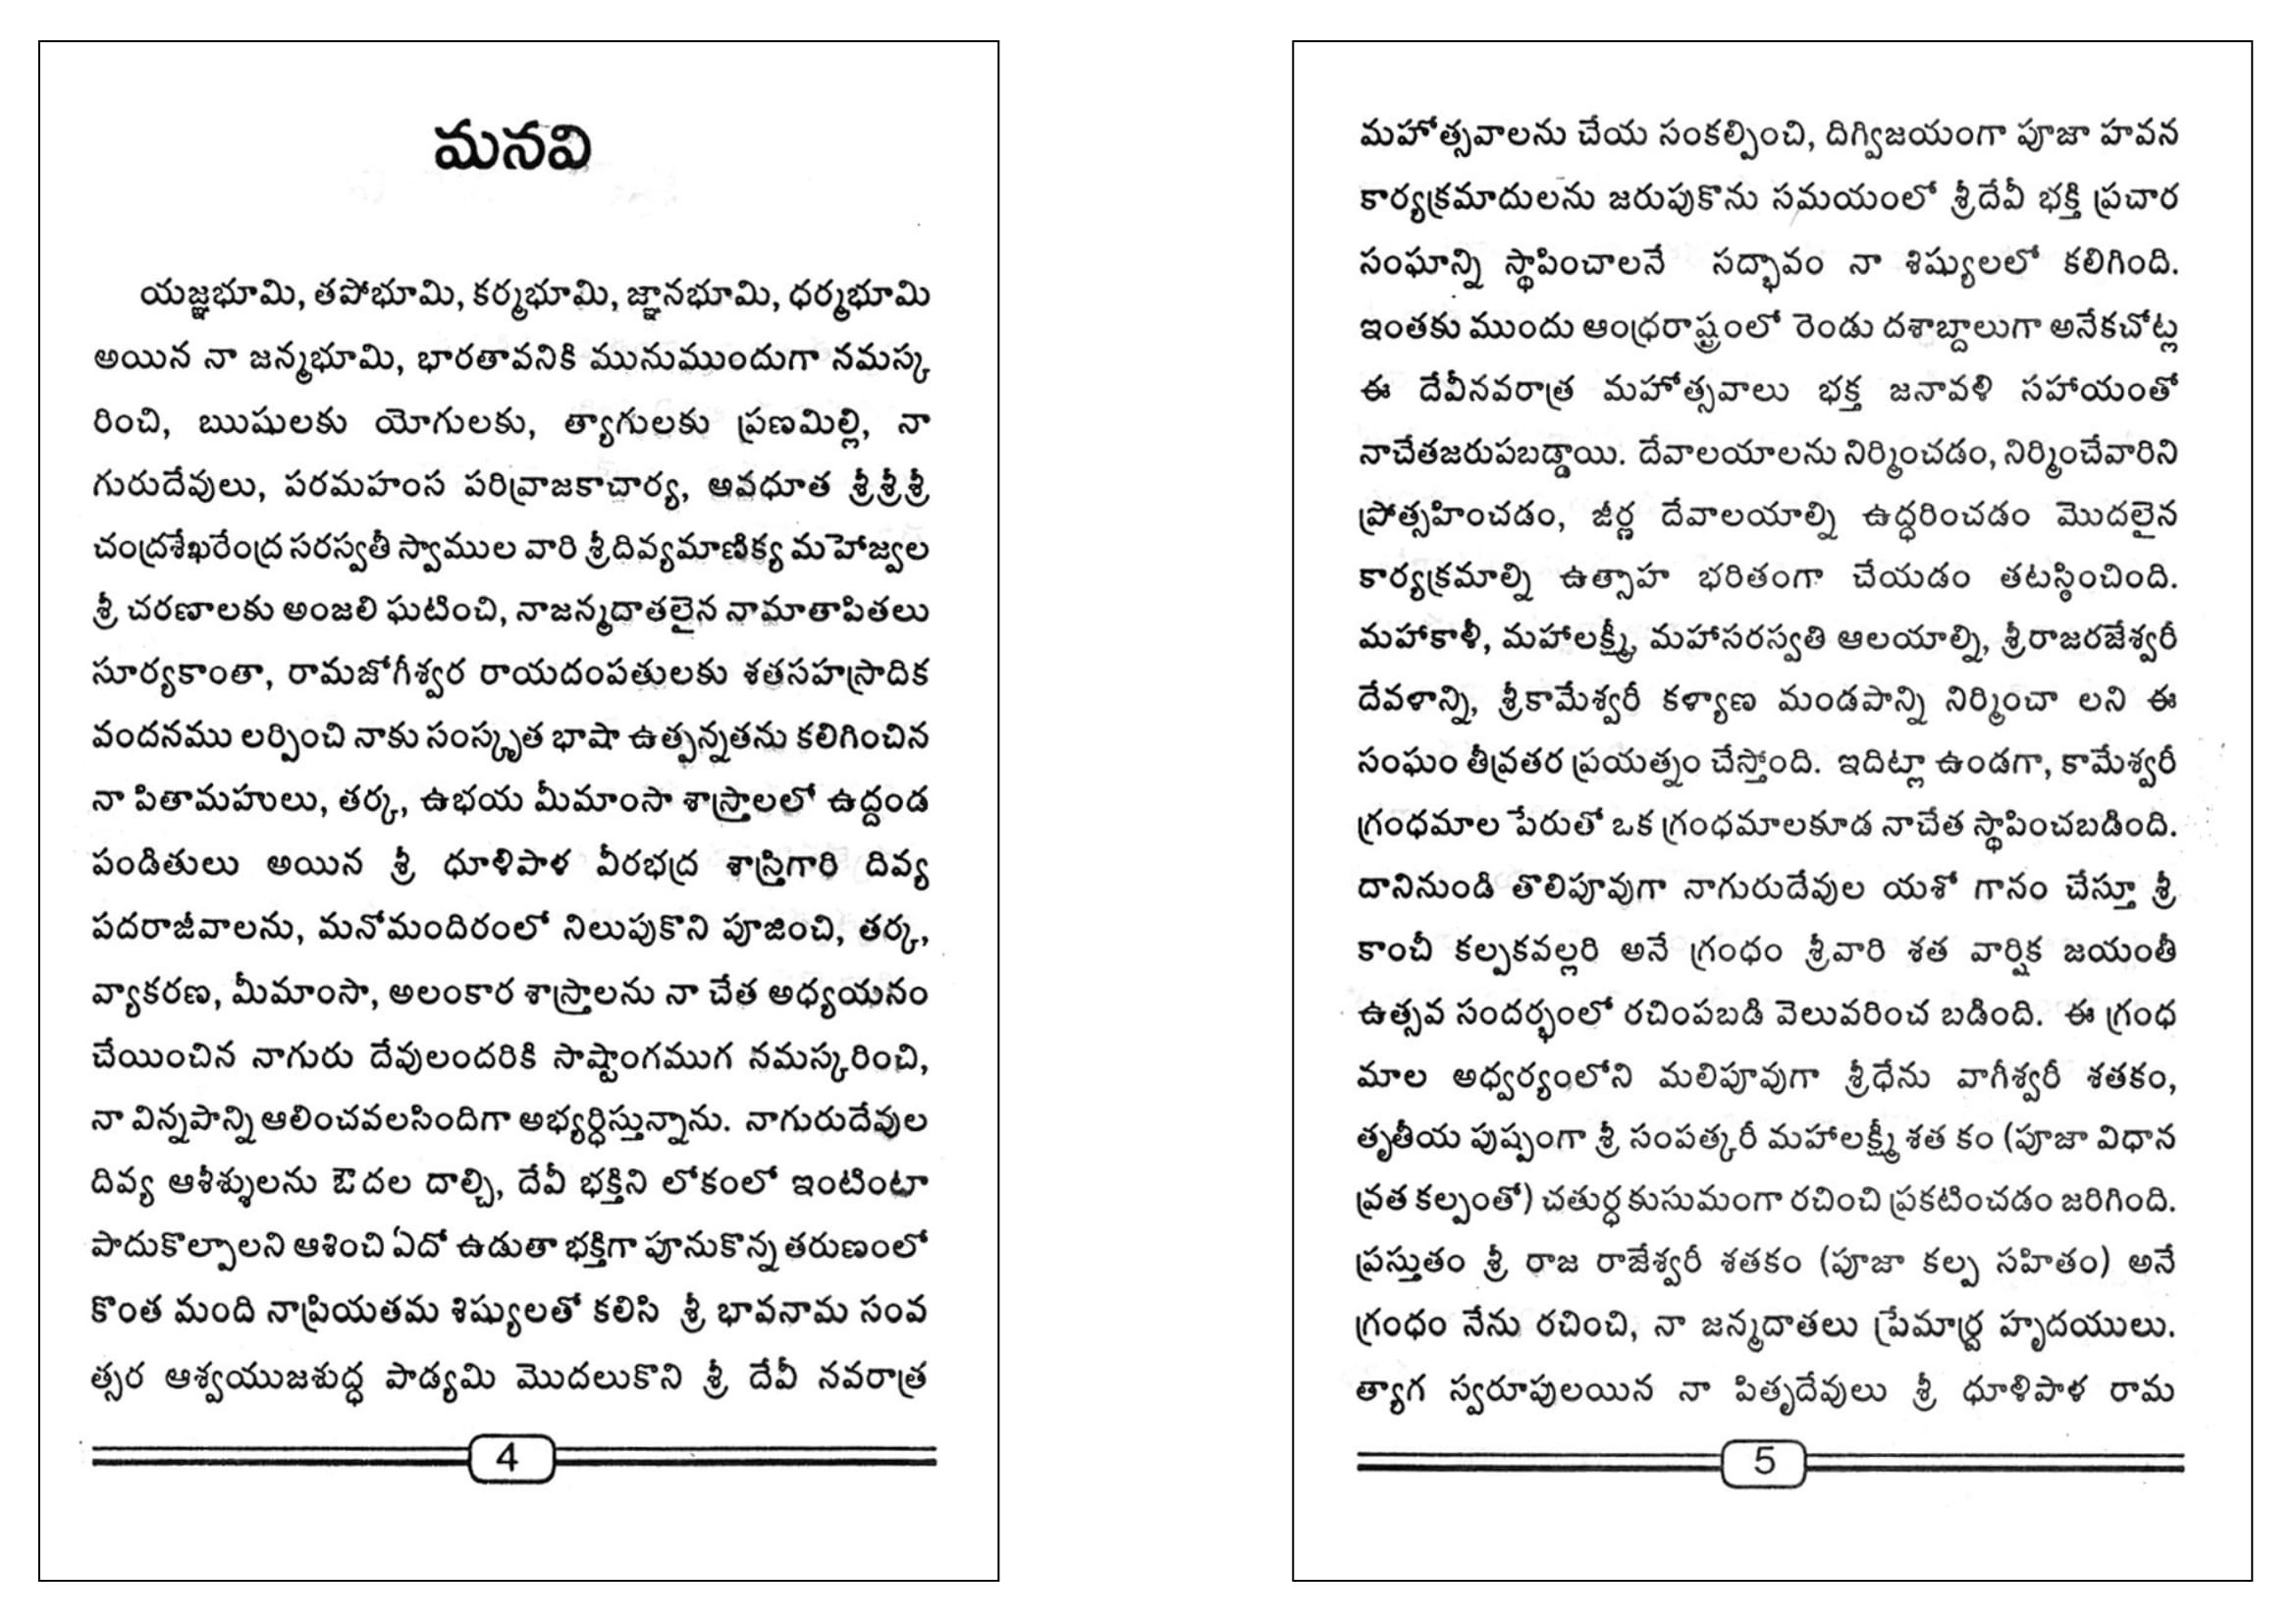 మనవి
యజ్ఞభూమి, తపోభూమి, కర్మభూమి, జ్ఞానభూమి, ధర్మభూమి
అయిన నా జన్మభూమి, భారతావనికి మునుముందుగా నమస్క
రించి, ఋషులకు యోగులకు, త్యాగులకు ప్రణమిల్లి, నా
గురుదేవులు, పరమహంస పరివ్రాజకాచార్య, అవధూత శ్రీశ్రీశ్రీ
చంద్రశేఖరేంద్ర సరస్వతీ స్వాముల వారి శ్రీదివ్యమాణిక్య మహోజ్వల
శ్రీ చరణాలకు అంజలి ఘటించి, నాజన్మదాతలైన నామాతాపితలు
సూర్యకాంతా, రామజోగీశ్వర రాయదంపతులకు శతసహస్రాదిక
వందనము లర్పించి నాకు సంస్కృత భాషా ఉత్పన్నతను కలిగించిన
నా పితామహులు, తర్క, ఉభయ మీమాంసా శాస్త్రాలలో ఉద్దండ
పండితులు అయిన శ్రీ ధూళిపాళ వీరభద్ర శాస్త్రిగారి దివ్య
పదరాజీవాలను, మనోమందిరంలో నిలుపుకొని పూజించి, తర్క,
వ్యాకరణ, మీమాంసా, అలంకార శాస్త్రాలను నా చేత అధ్యయనం
చేయించిన నాగురు దేవులందరికి సాష్టాంగముగ నమస్కరించి,
నా విన్నపాన్ని ఆలించవలసిందిగా అభ్యర్ధిస్తున్నాను. నాగురుదేవుల
దివ్య ఆశీశ్శులను ఔదల దాల్చి, దేవీ భక్తిని లోకంలో ఇంటింటా
పాదుకొల్పాలని ఆశించి ఏదో ఉడుతా భక్తిగా పూనుకొన్న తరుణంలో
కొంత మంది నాప్రియతమ శిష్యులతో కలిసి శ్రీ భావనామ సంవ
త్సర ఆశ్వయుజశుద్ధ పాడ్యమి మొదలుకొని శ్రీ దేవీ నవరాత్ర
4
మహోత్సవాలను చేయ సంకల్పించి, దిగ్విజయంగా పూజా హవన
కార్యక్రమాదులను జరుపుకొను సమయంలో శ్రీదేవీ భక్తి ప్రచార
సంఘాన్ని స్థాపించాలనే సద్భావం నా శిష్యులలో కలిగింది.
ఇంతకు ముందు ఆంధ్రరాష్ట్రంలో రెండు దశాబ్దాలుగా అనేకచోట్ల
ఈ దేవీనవరాత్ర మహోత్సవాలు భక్త జనావళి సహాయంతో
నాచేతజరుపబడ్డాయి. దేవాలయాలను నిర్మించడం, నిర్మించేవారిని
ప్రోత్సహించడం, జీర్ణ దేవాలయాల్ని ఉద్ధరించడం మొదలైన
కార్యక్రమాల్ని ఉత్సాహ భరితంగా చేయడం తటస్థించింది.
మహాకాళీ, మహాలక్ష్మీ, మహాసరస్వతి ఆలయాల్ని, శ్రీరాజరజేశ్వరీ
దేవళాన్ని, శ్రీకామేశ్వరీ కళ్యాణ మండపాన్ని నిర్మించా లని ఈ
సంఘం తీవ్రతర ప్రయత్నం చేస్తోంది. ఇదిట్లా ఉండగా, కామేశ్వరీ
గ్రంధమాల పేరుతో ఒక గ్రంధమాలకూడ నాచేత స్థాపించబడింది.
దానినుండి తొలిపూవుగా నాగురుదేవుల యశో గానం చేస్తూ శ్రీ
కాంచీ కల్పకవల్లరి అనే గ్రంధం శ్రీవారి శత వార్షిక జయంతీ
ఉత్సవ సందర్భంలో రచింపబడి వెలువరించ బడింది. ఈ గ్రంధ
మాల అధ్వర్యంలోని మలిపూవుగా శ్రీధేను వాగీశ్వరీ శతకం,
తృతీయ పుష్పంగా శ్రీ సంపత్కరీ మహాలక్ష్మీ శత కం (పూజా విధాన
వ్రత కల్పంతో) చతుర్ధ కుసుమంగా రచించి ప్రకటించడం జరిగింది.
ప్రస్తుతం శ్రీ రాజ రాజేశ్వరీ శతకం (పూజా కల్ప సహితం) అనే
గ్రంధం నేను రచించి, నా జన్మదాతలు ప్రేమార్ద్ర హృదయులు.
త్యాగ స్వరూపులయిన నా పితృదేవులు శ్రీ ధూళిపాళ రామ
5